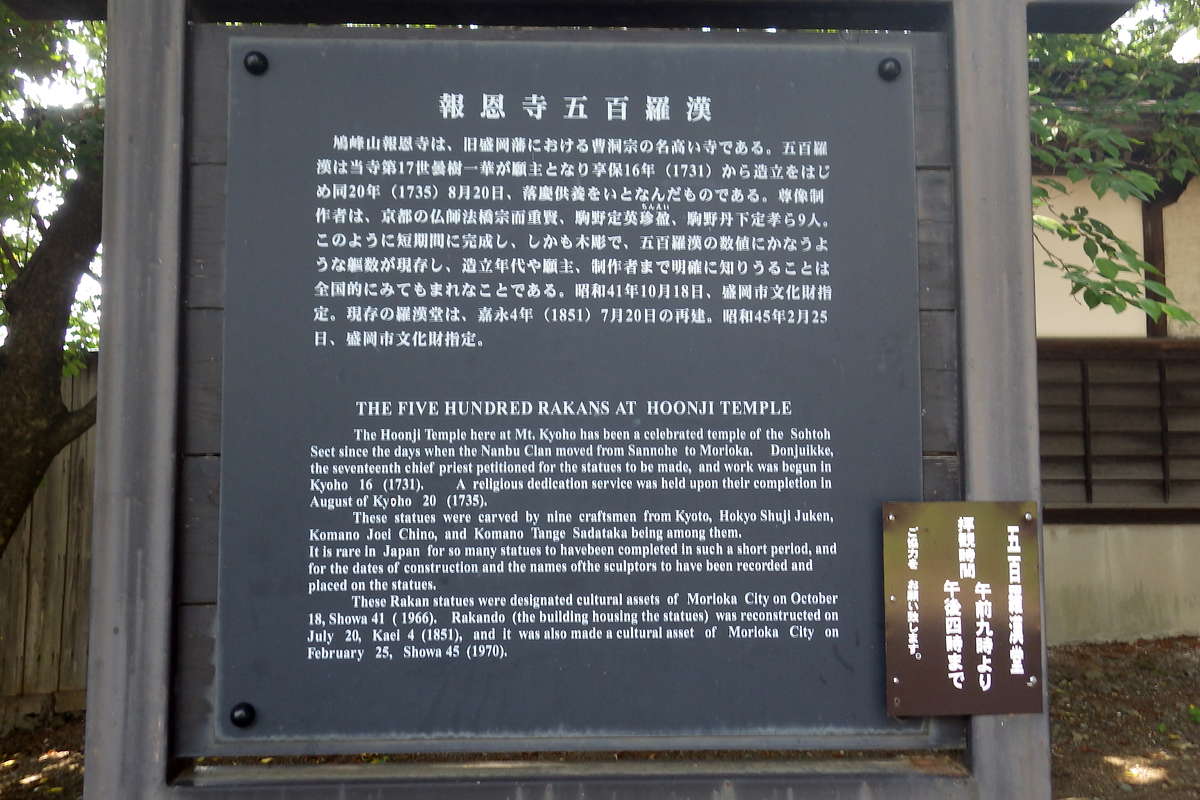 報恩寺五百羅漢
鳩峰山報恩寺は、旧盛岡藩における曹洞宗の名高い寺である。五百羅
漢は当寺第17世曇樹一華が願主となり享保16年（1731）から造立をはじ
め同20年（1735）8月20日、落慶供養をいとなんだものである。尊像制
作者は、京都の仏師法橋宗而重賢、駒野定英珍盈、駒野丹下定孝ら9人。
ちんえい
このように短期間に完成し、しかも木彫で、五百羅漢の数値にかなうよ
うな軀数が現存し、造立年代や願主、制作者まで明確に知りうることは
全国的にみてもまれなことである。昭和41年10月18日、盛岡市文化財指
定。現存の羅漢堂は、嘉永4年（1851）7月20日の再建。昭和45年2月25
日、盛岡市文化財指定。
THE FIVE HUNDRED RAKANS AT HOONJI TEMPLE
The Hoonji Temple here at Mt. Kyoho has been a celebrated temple of the Sohtoh
Sect since the days when the Nanbu Clan moved from Sannohe to Morioka. Donjuikke,
the seventeenth chief priest petitioned for the statues to be made, and work was begun in
Kyoho 16 (1731). A religious dedication service was held upon their completion in
August of Kyoho 20 (1735).
These statues were carved by nine craftsmen from Kyoto, Hokyo Shuji Juken,
Komano Joei Chino, and Komano Tange Sadataka being among them.
It is rare in Japan for so many statues to havebeen completed in such a short period, and
for the dates of construction and the names ofthe sculptors to have been recorded and
placed on the statues.
These Rakan statues were designated cultural assets of Morioka City on October
18, Showa 41 ( 1966). Rakando (the building housing the statues) was reconstructed on
July 20, Kaei 4 (1851), and it was also made a cultural asset of Morioka City on
February 25, Showa 45 (1970).
五百羅漢堂
拝観時間 午前九時より
午後四時まで
ご協力を お願い致します。